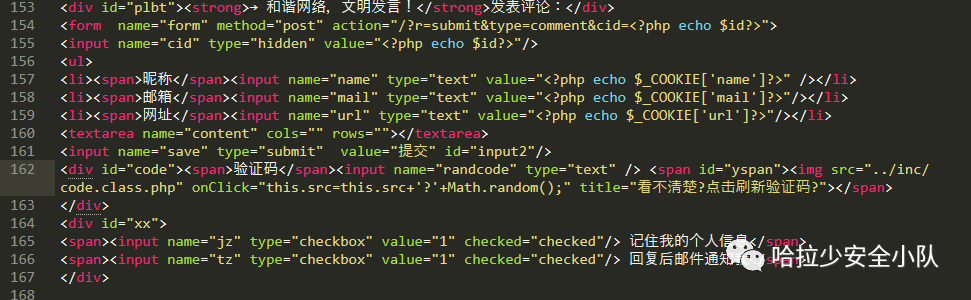 153 <div id="plbt"><strong>→ 和谐网络，文明发言！</strong>发表评论：</div>
154 <form  name="form" method="post" action="/?r=submit&type=comment&cid=<?php echo $id?>">
155 <input name="cid" type="hidden" value="<?php echo $id?>"/>
156 <ul>
157 <li><span>昵称</span><input name="name" type="text" value="<?php echo $_COOKIE['name']?>" /></li>
158 <li><span>邮箱</span><input name="mail" type="text" value="<?php echo $_COOKIE['mail']?>"/></li>
159 <li><span>网址</span><input name="url" type="text" value="<?php echo $_COOKIE['url']?>"/></li>
160 <textarea name="content" cols="" rows=""></textarea>
161 <input name="save" type="submit"  value="提交" id="input2"/>
162 <div id="code"><span>验证码</span><input name="randcode" type="text" /> <span id="yspan"><img src="../inc/
code.class.php" onClick="this.src=this.src+'?'+Math.random();" title="看不清楚?点击刷新验证码?"></span>
163 </div>
164 <div id="xx">
165 <span><input name="jz" type="checkbox" value="1" checked="checked"/> 记住我的个人信息</span>
166 <span><input name="tz" type="checkbox" value="1" checked="checked"/> 回复后邮件通知
哈拉少安全小队
167 </div>
168